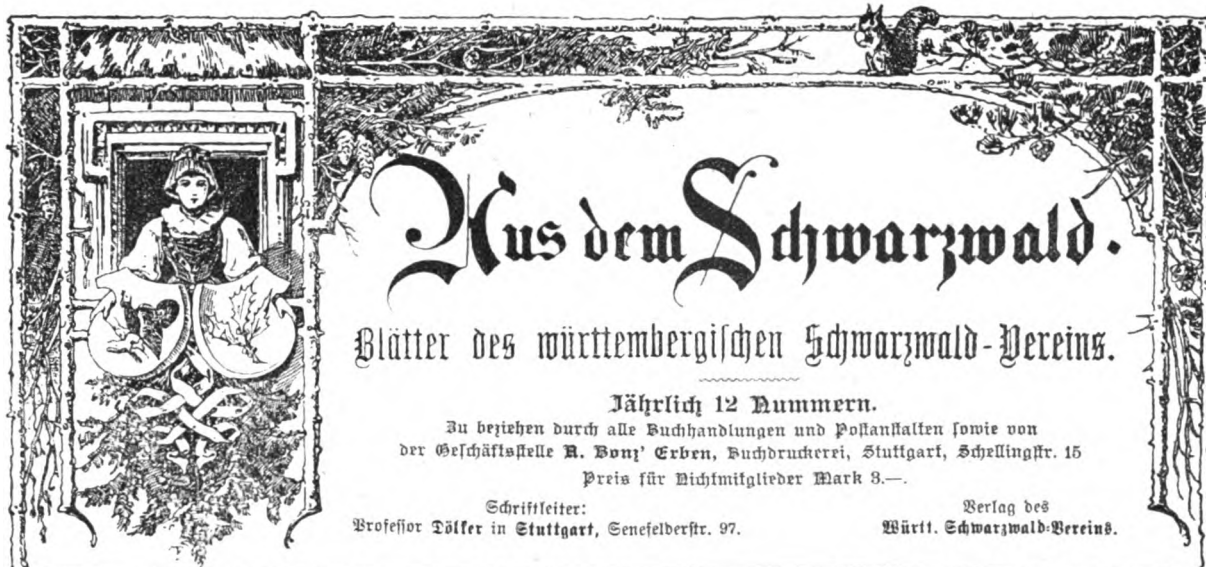 Aus dem Schwarzwald.
Blätter des württembergischen Schwarzwald-Vereins.
Jährlich 12 Nummern.
Zu beziehen durch alle Buchhandlungen und Postanstalten sowie von
der Geschäftsstelle A. Bonz' Erben, Buchdruckerei, Stuttgart, Schellingstr. 15
Preis für Nichtmitglieder Mark 3.—.
Schriftleiter:
Professor Dölker in Stuttgart, Senefelderstr. 97.
Verlag des
Württ. Schwarzwald-Vereins.